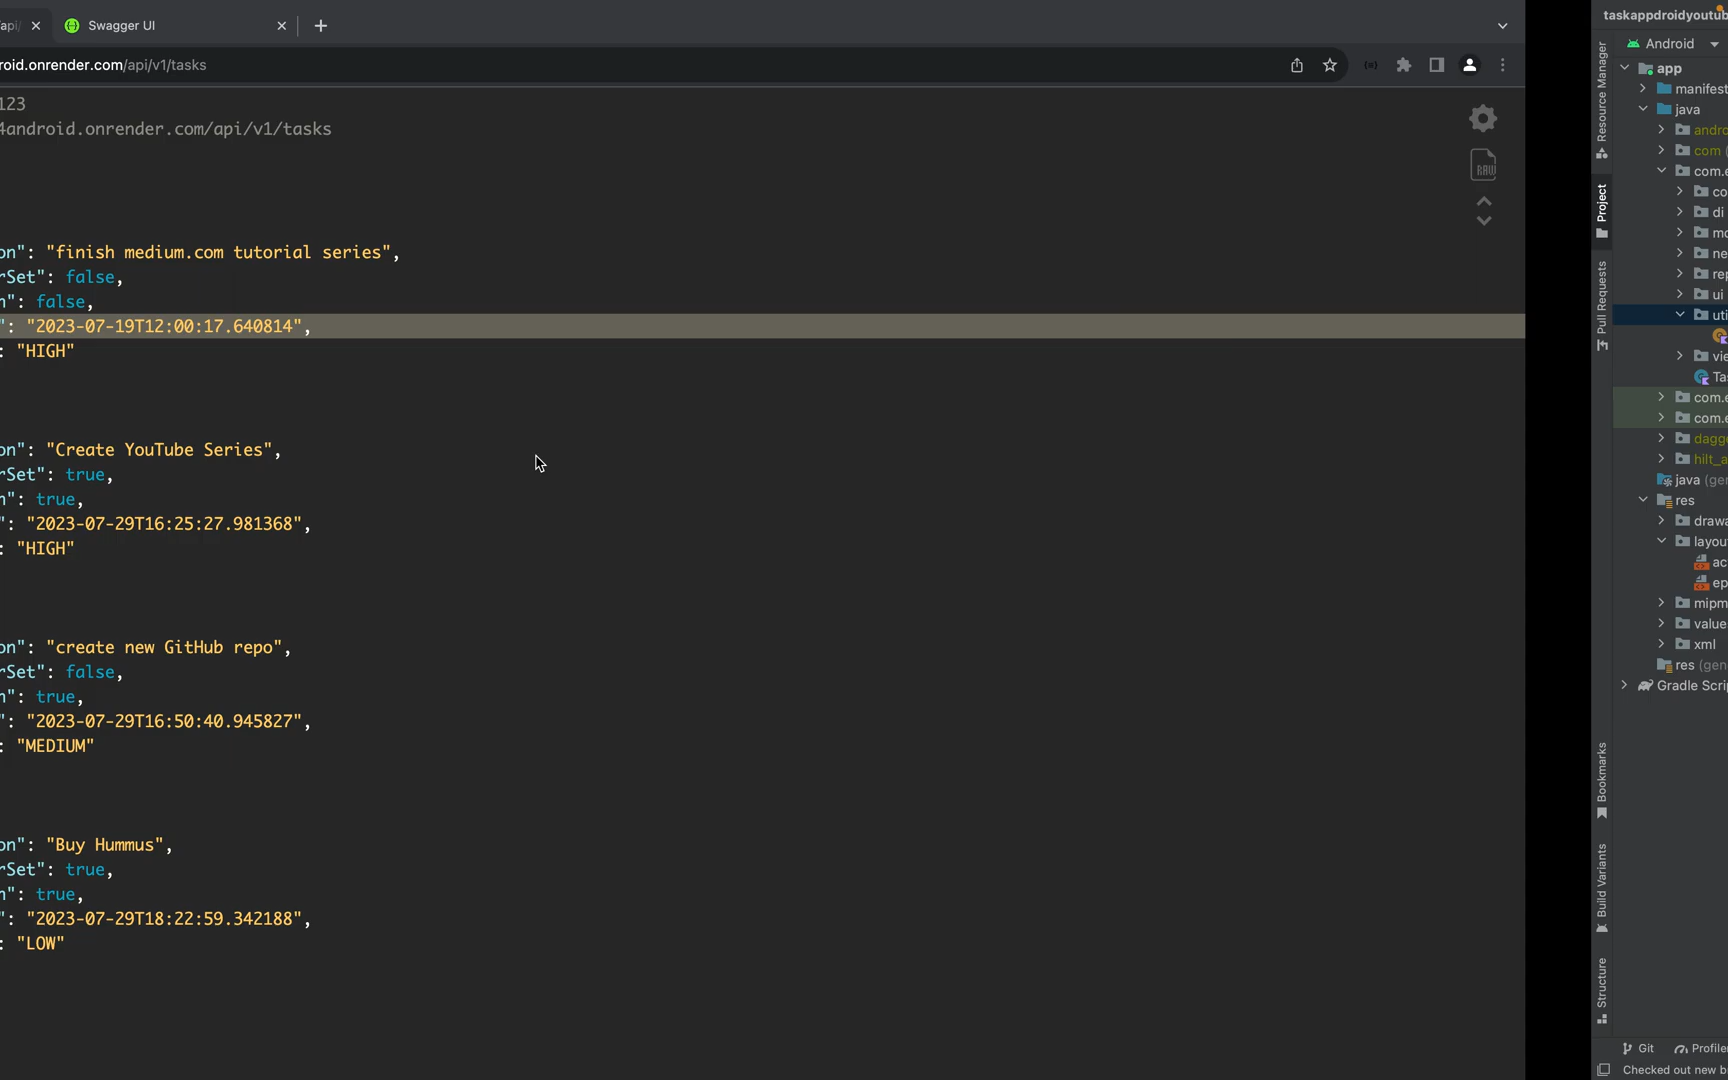 api/
Swagger UI
roid.onrender.com/api/v1/tasks
123
4android.onrender.com/api/v1/tasks
RAW
on": "finish medium.com tutorial series",
rSet": false,
n": false,
": "2023-07-19T12:00:17.640814",
: "HIGH"
on": "Create YouTube Series",
rSet": true,
n": true,
": "2023-07-29T16:25:27.981368",
: "HIGH"
on": "create new GitHub repo",
rSet": false,
n": true,
": "2023-07-29T16:50:40.945827",
: "MEDIUM"
on": "Buy Hummus",
rSet": true,
n": true,
": "2023-07-29T18:22:59.342188",
: "LOW"
taskappdroidyoutub
Android
Resource Manager
Project
Pull Requests
Bookmarks
Build Variants
Structure
app
manifest
java
andro
com (
com.e
co
di
mo
ne
rep
ui
uti
vie
Ta
com.e
com.e
dagge
hilt_a
java (gen
res
drawa
layou
ac
ep
mipm
value
xml
res (gen
Gradle Scrip
Git
Profiler
Checked out new b